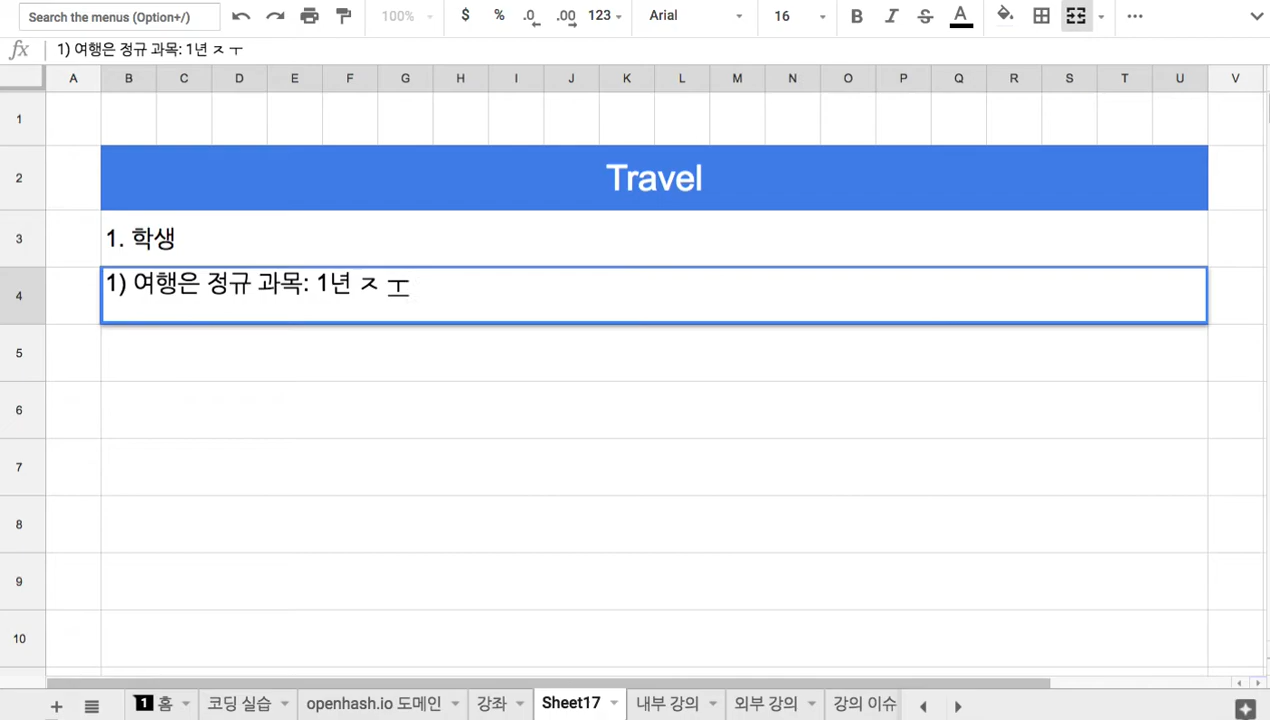 Search the menus (Option+/) 100% $ % .0 .00 123 Arial 16 B I S A
fx 1) 여행은 정규 과목: 1년 ㅈ ㅜ
A B C D E F G H I J K L M N O P Q R S T U V
1
2 Travel
3 1. 학생
4 1) 여행은 정규 과목: 1년 ㅈ ㅜ
5
6
7
8
9
10
1 홈 코딩 실습 openhash.io 도메인 강좌 Sheet17 내부 강의 외부 강의 강의 이슈